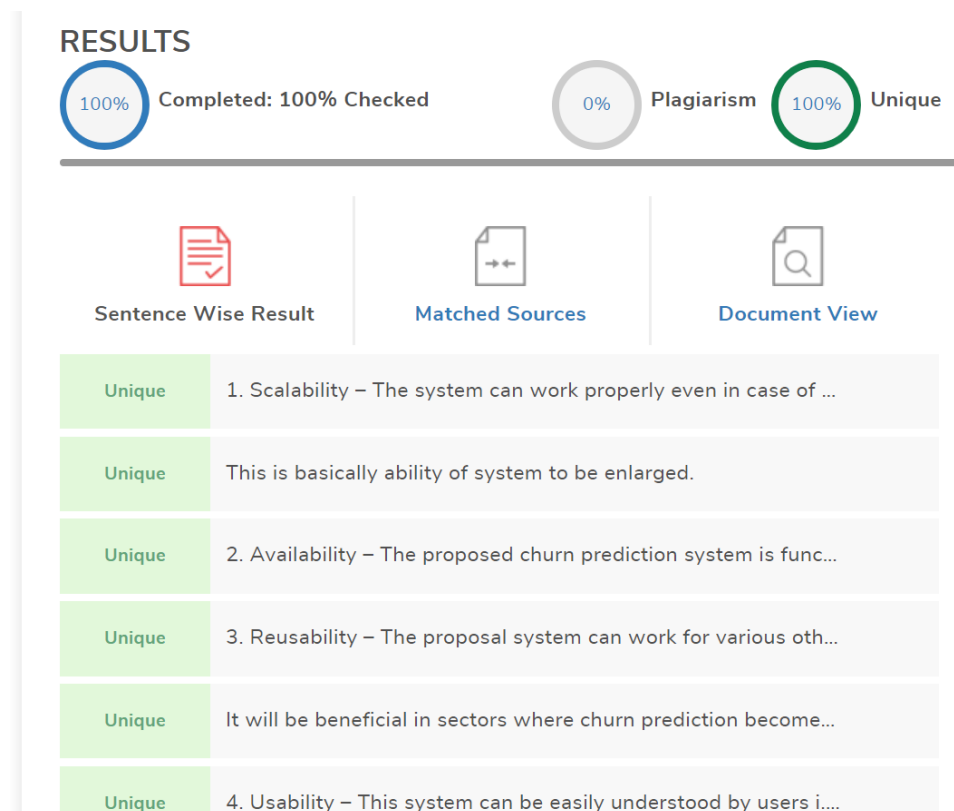 RESULTS
100% Completed: 100% Checked 0% Plagiarism 100% Unique
Sentence Wise Result Matched Sources Document View
Unique 1. Scalability – The system can work properly even in case of ...
Unique This is basically ability of system to be enlarged.
Unique 2. Availability – The proposed churn prediction system is func...
Unique 3. Reusability – The proposal system can work for various oth...
Unique It will be beneficial in sectors where churn prediction become...
Unique 4. Usability – This system can be easily understood by users i....